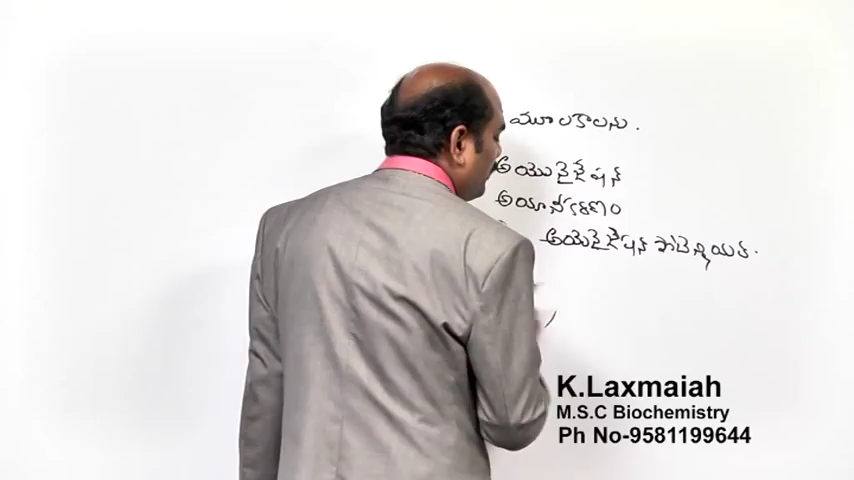 మూలకాలను.
అయొనైజేషన్
అయానీకరణం
అయొనైజేషన్ పొటెన్షియల్.
K.Laxmaiah
M.S.C Biochemistry
Ph No-9581199644